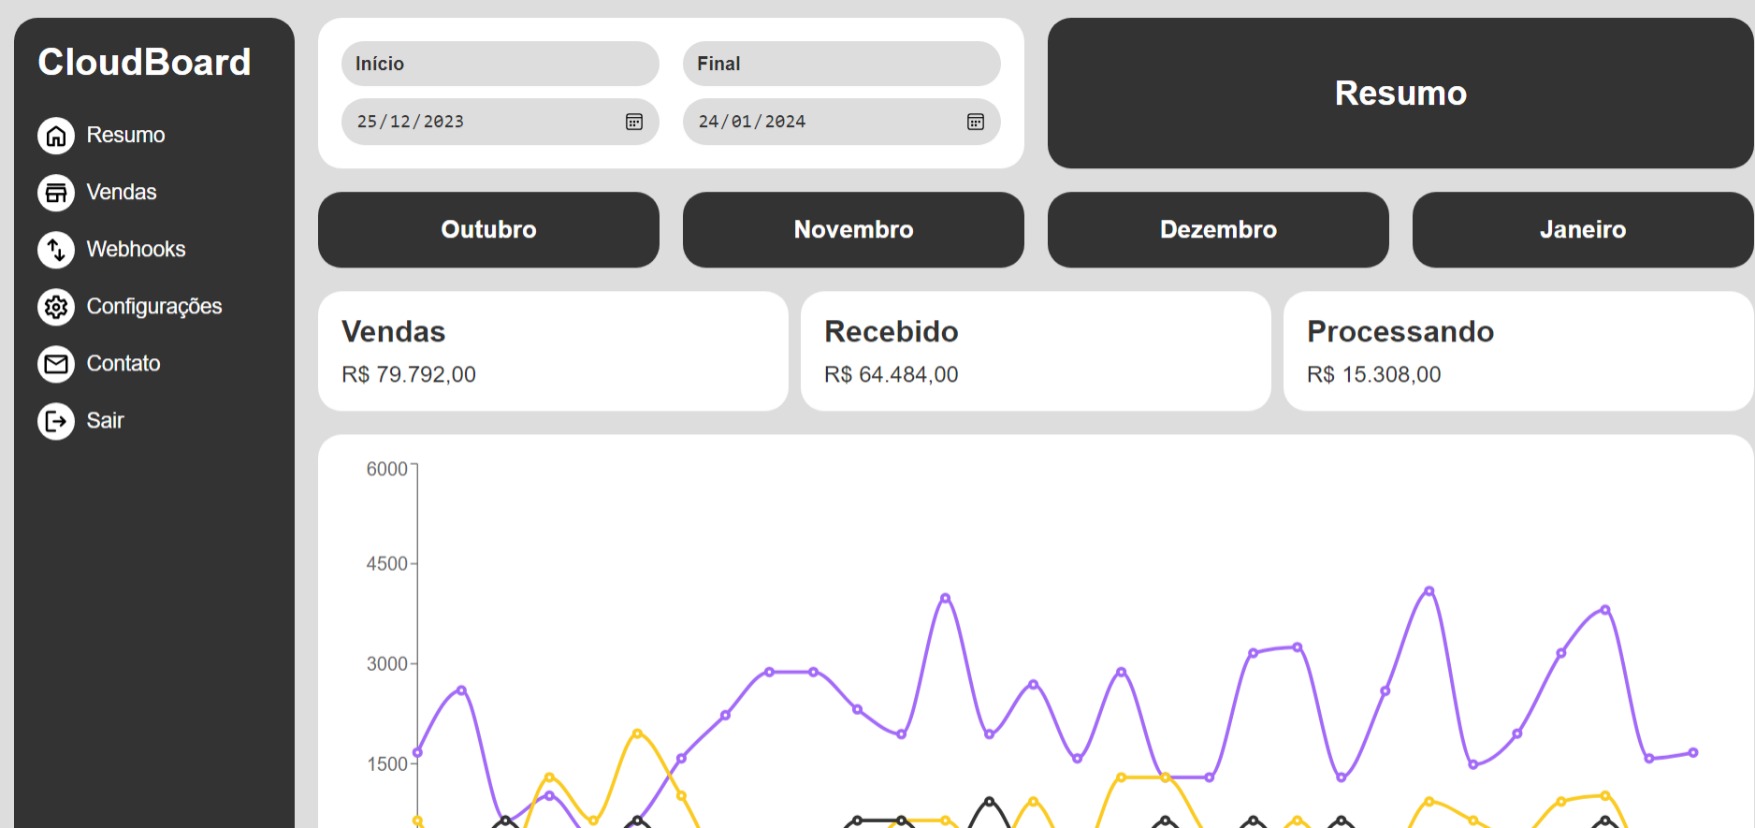 CloudBoard
Resumo
Vendas
Webhooks
Configurações
Contato
Sair
Início
Final
25/12/2023
24/01/2024
Resumo
Outubro
Novembro
Dezembro
Janeiro
Vendas
R$ 79.792,00
Recebido
R$ 64.484,00
Processando
R$ 15.308,00
6000
4500
3000
1500